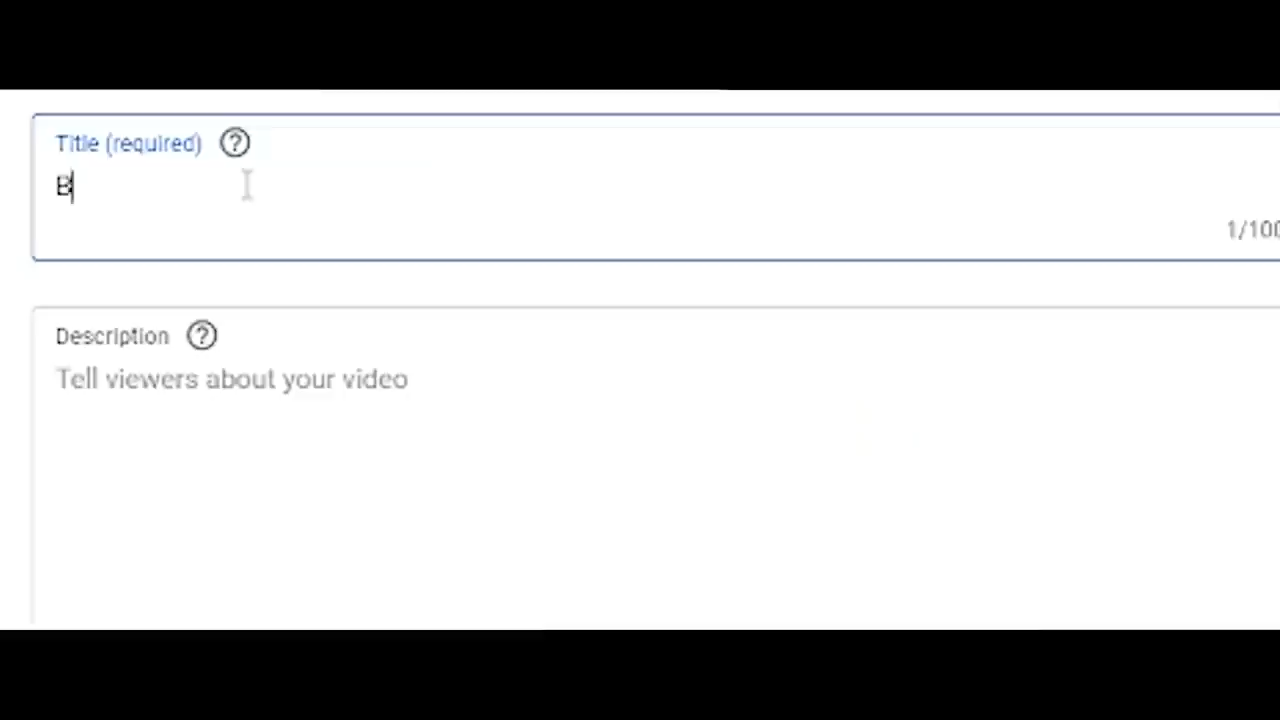 Title (required) ?
B
1/100
Description ?
Tell viewers about your video